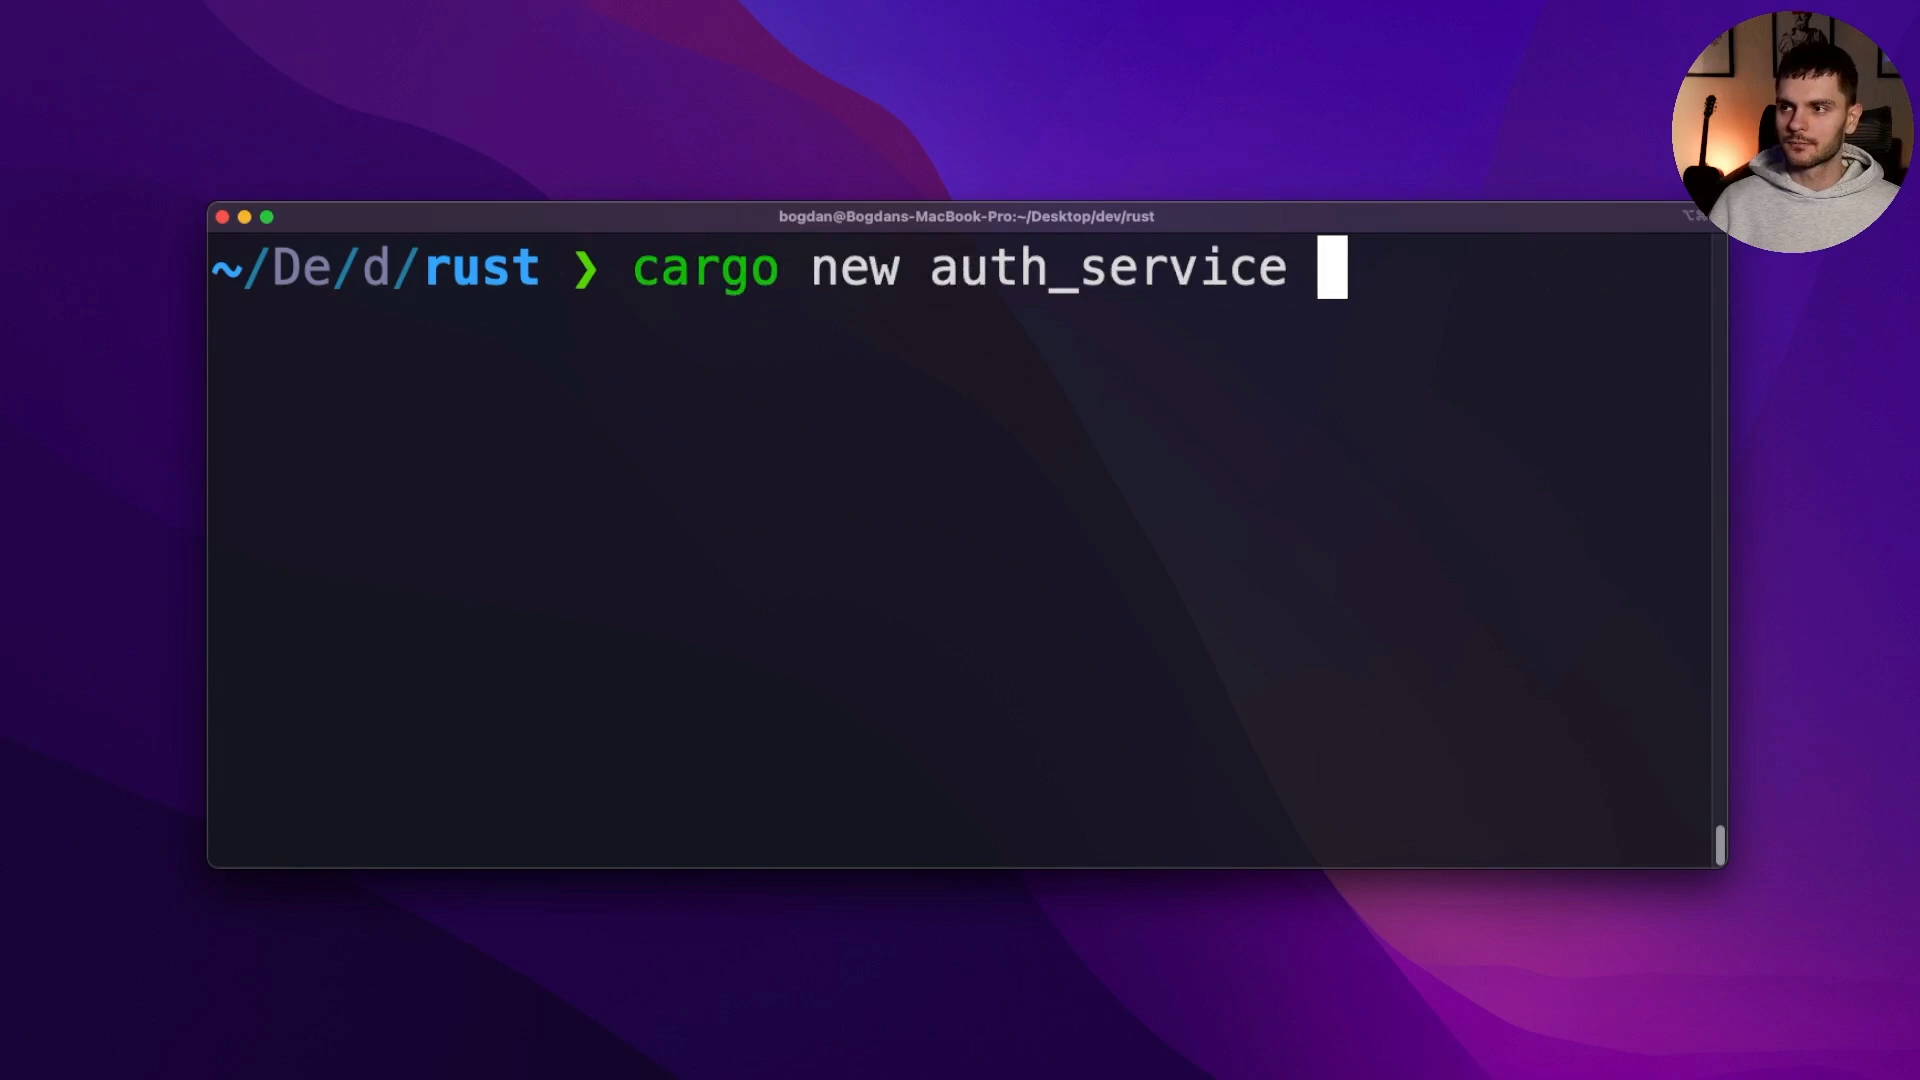 bogdan@Bogdans-MacBook-Pro:~/Desktop/dev/rust
~/De/d/rust ❯ cargo new auth_service